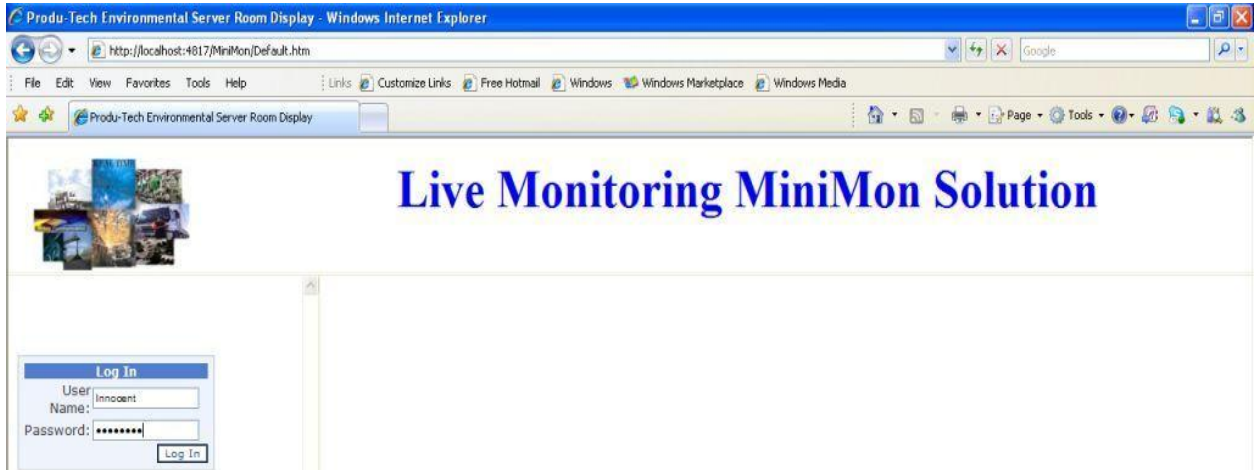 Produ-Tech Environmental Server Room Display - Windows Internet Explorer
http://localhost:4817/MiniMon/Default.htm
Google
File Edit View Favorites Tools Help
Links Customize Links Free Hotmail Windows Windows Marketplace Windows Media
Produ-Tech Environmental Server Room Display
Page Tools
Live Monitoring MiniMon Solution
Log In
User
Name: Innocent
Password: ••••••••
Log In